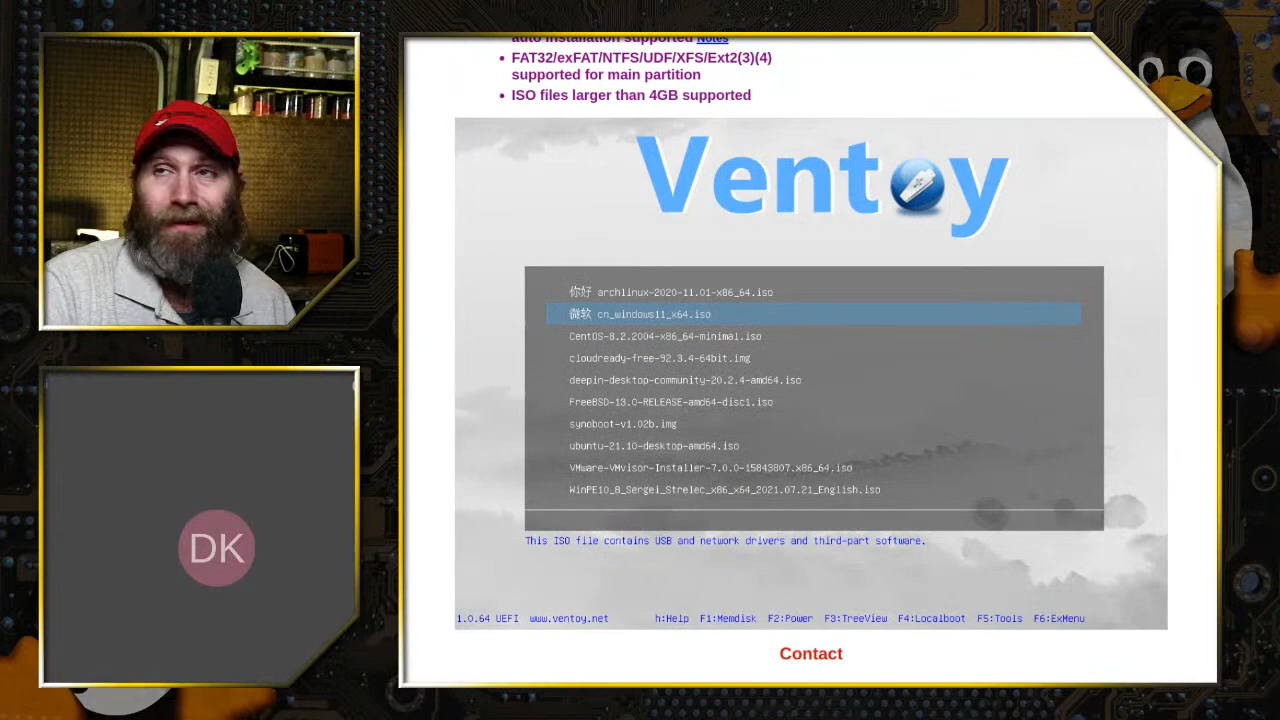 auto installation supported Notes
• FAT32/exFAT/NTFS/UDF/XFS/Ext2(3)(4)
supported for main partition
• ISO files larger than 4GB supported
Ventoy
你好 archlinux-2020-11.01-x86_64.iso
微软 cn_windows11_x64.iso
CentOS-8.2.2004-x86_64-minimal.iso
cloudready-free-92.3.4-64bit.img
deepin-desktop-community-20.2.4-amd64.iso
FreeBSD-13.0-RELEASE-amd64-disc1.iso
synoboot-v1.02b.img
ubuntu-21.10-desktop-amd64.iso
VMware-VMvisor-Installer-7.0.0-15843807.x86_64.iso
WinPE10_8_Sergei_Strelec_x86_x64_2021.07.21_English.iso
This ISO file contains USB and network drivers and third-part software.
1.0.64 UEFI www.ventoy.net h:Help F1:Memdisk F2:Power F3:TreeView F4:Localboot F5:Tools F6:ExMenu
Contact
DK